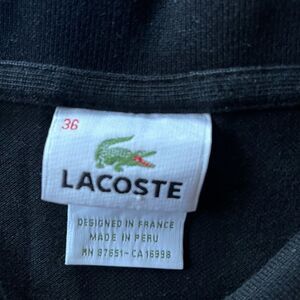 36
LACOSTE
DESIGNED IN FRANCE
MADE IN PERU
RN 87651-CA16998